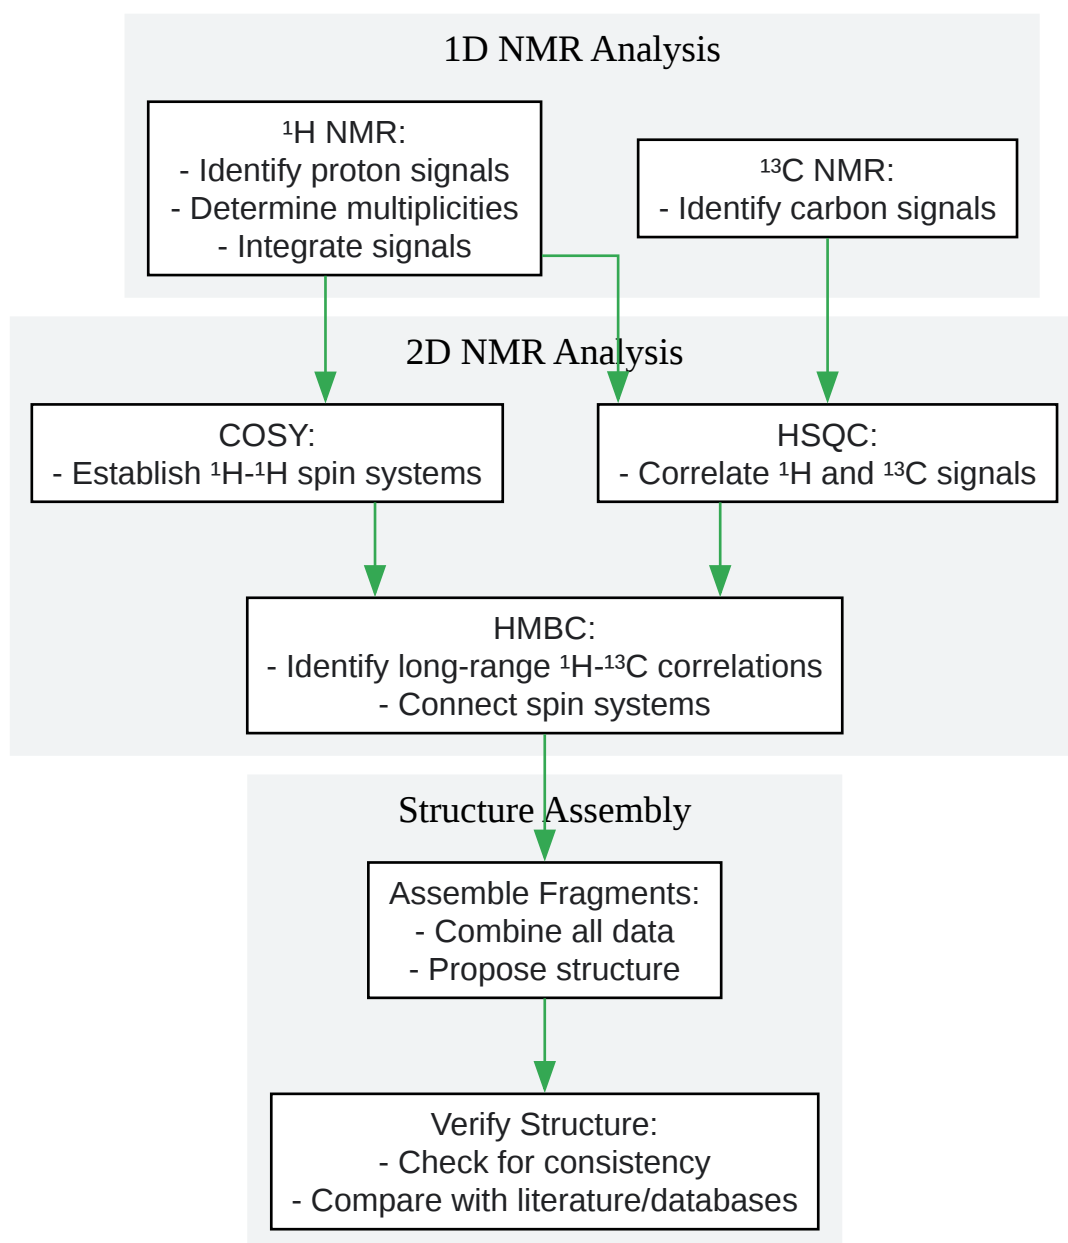 1D NMR Analysis
¹H NMR:
- Identify proton signals
- Determine multiplicities
- Integrate signals
¹³C NMR:
- Identify carbon signals
2D NMR Analysis
COSY:
- Establish ¹H-¹H spin systems
HSQC:
- Correlate ¹H and ¹³C signals
HMBC:
- Identify long-range ¹H-¹³C correlations
- Connect spin systems
Structure Assembly
Assemble Fragments:
- Combine all data
- Propose structure
Verify Structure:
- Check for consistency
- Compare with literature/databases